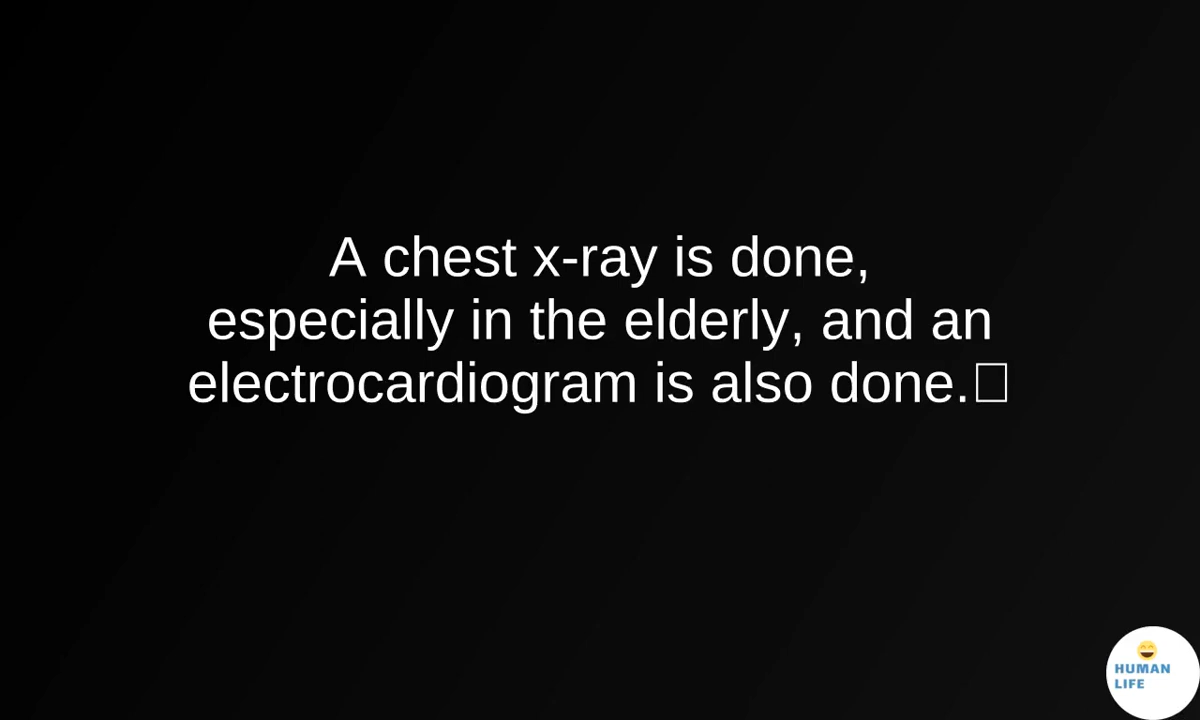 A chest x-ray is done,
especially in the elderly, and an
electrocardiogram is also done.
HUMAN
LIFE